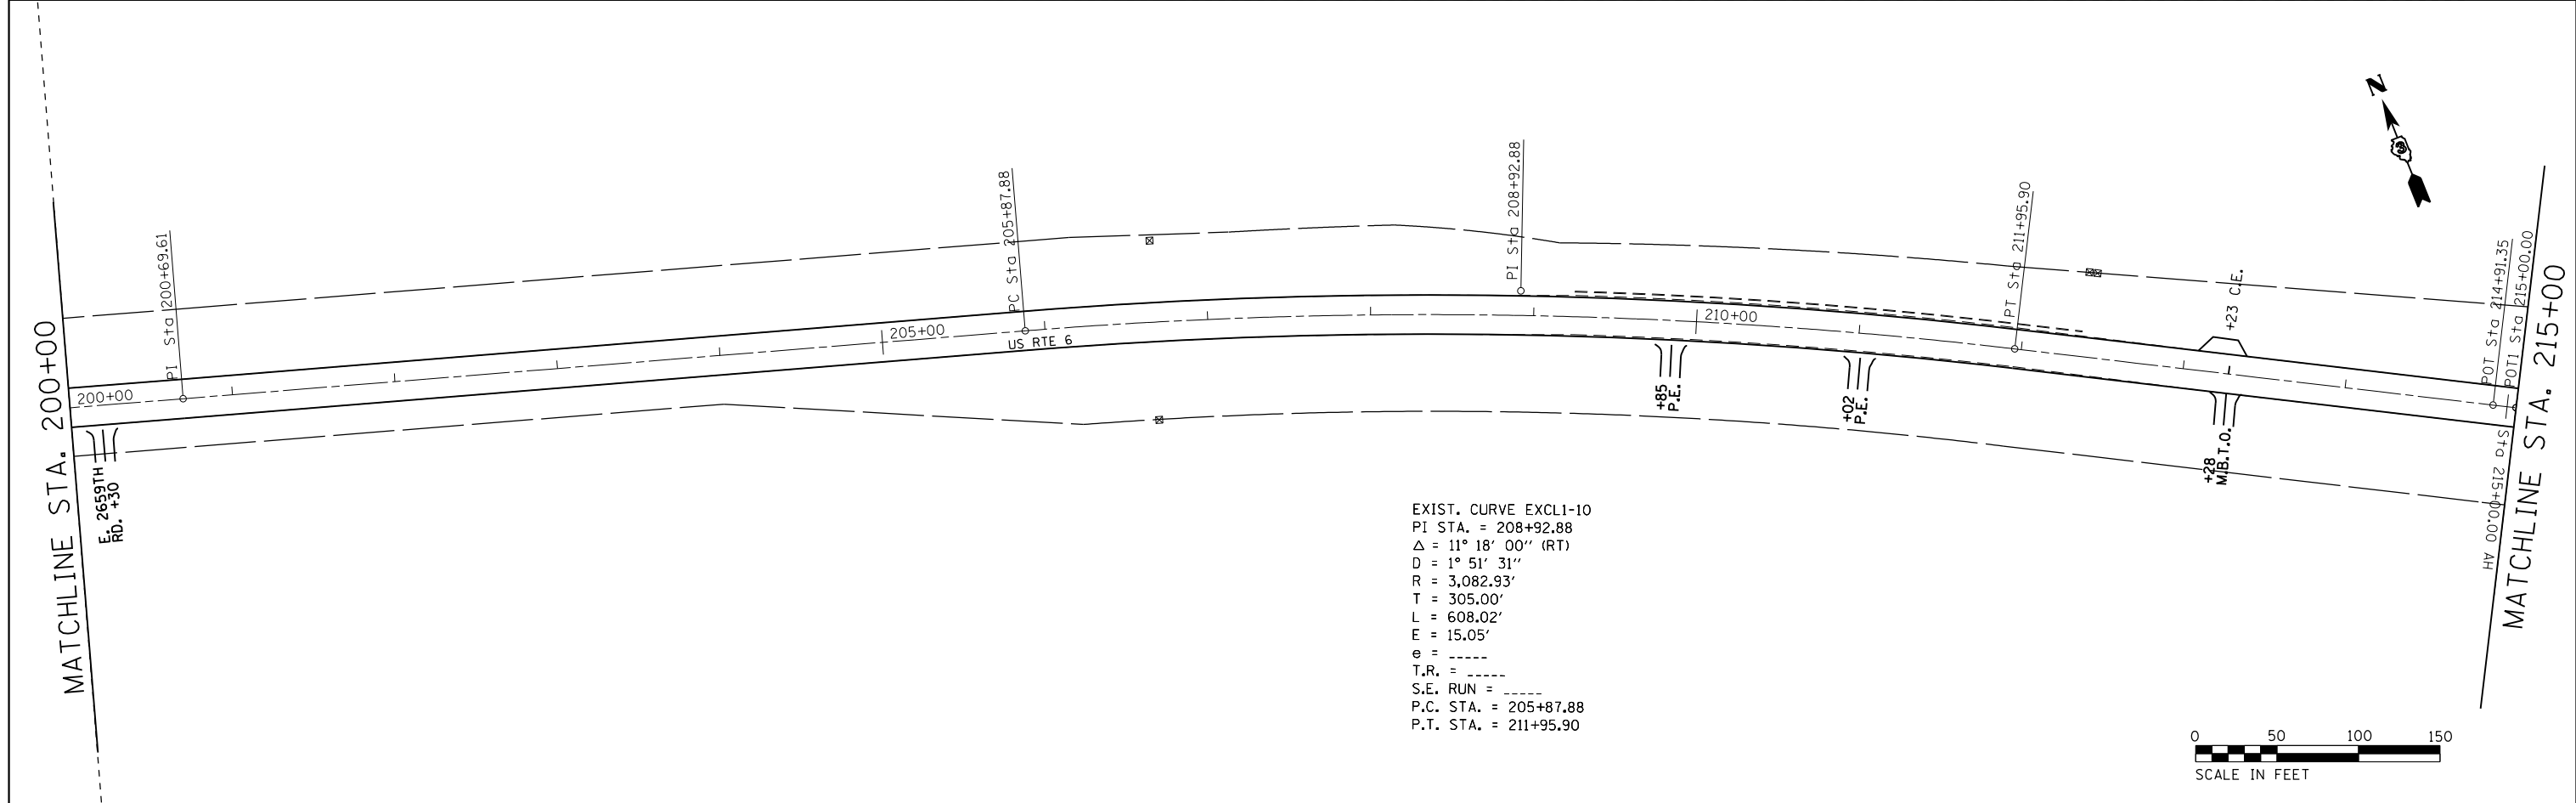 MATCHLINE STA. 200+00
200+00
E. 2659TH
RD. +30
PI Sta 200+69.61
205+00
PC Sta 205+87.88
US RTE 6
PI Sta 208+92.88
210+00
+85
P.E.
+02
P.E.
PT Sta 211+95.90
+23 C.E.
+28
M.B.T.O.
POT Sta 214+91.35
POT1 Sta 215+00.00
Sta 215+00.00 AH
MATCHLINE STA. 215+00
N
3
EXIST. CURVE EXCL1-10
PI STA. = 208+92.88
Δ = 11° 18' 00'' (RT)
D = 1° 51' 31''
R = 3,082.93'
T = 305.00'
L = 608.02'
E = 15.05'
e = _____
T.R. = _____
S.E. RUN = _____
P.C. STA. = 205+87.88
P.T. STA. = 211+95.90
0 50 100 150
SCALE IN FEET